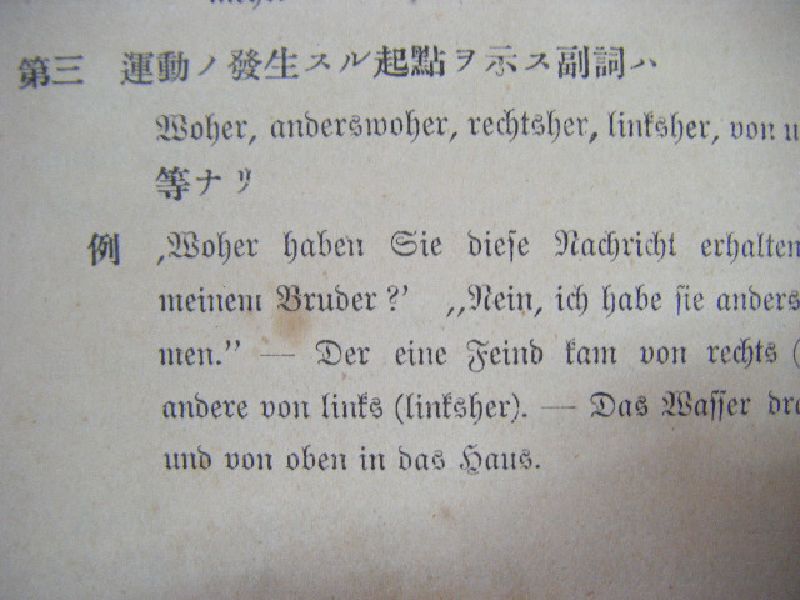 第三 運動ノ發生スル起點ヲ示ス副詞ハ
Woher, anderswoher, rechtsher, linksher, von
等ナリ
例 ‚Woher haben Sie diese Nachricht erhalten
meinem Bruder?’ „Nein, ich habe sie anders
men.” — Der eine Feind kam von rechts (
andere von links (linksher). — Das Wasser dra
und von oben in das Haus.